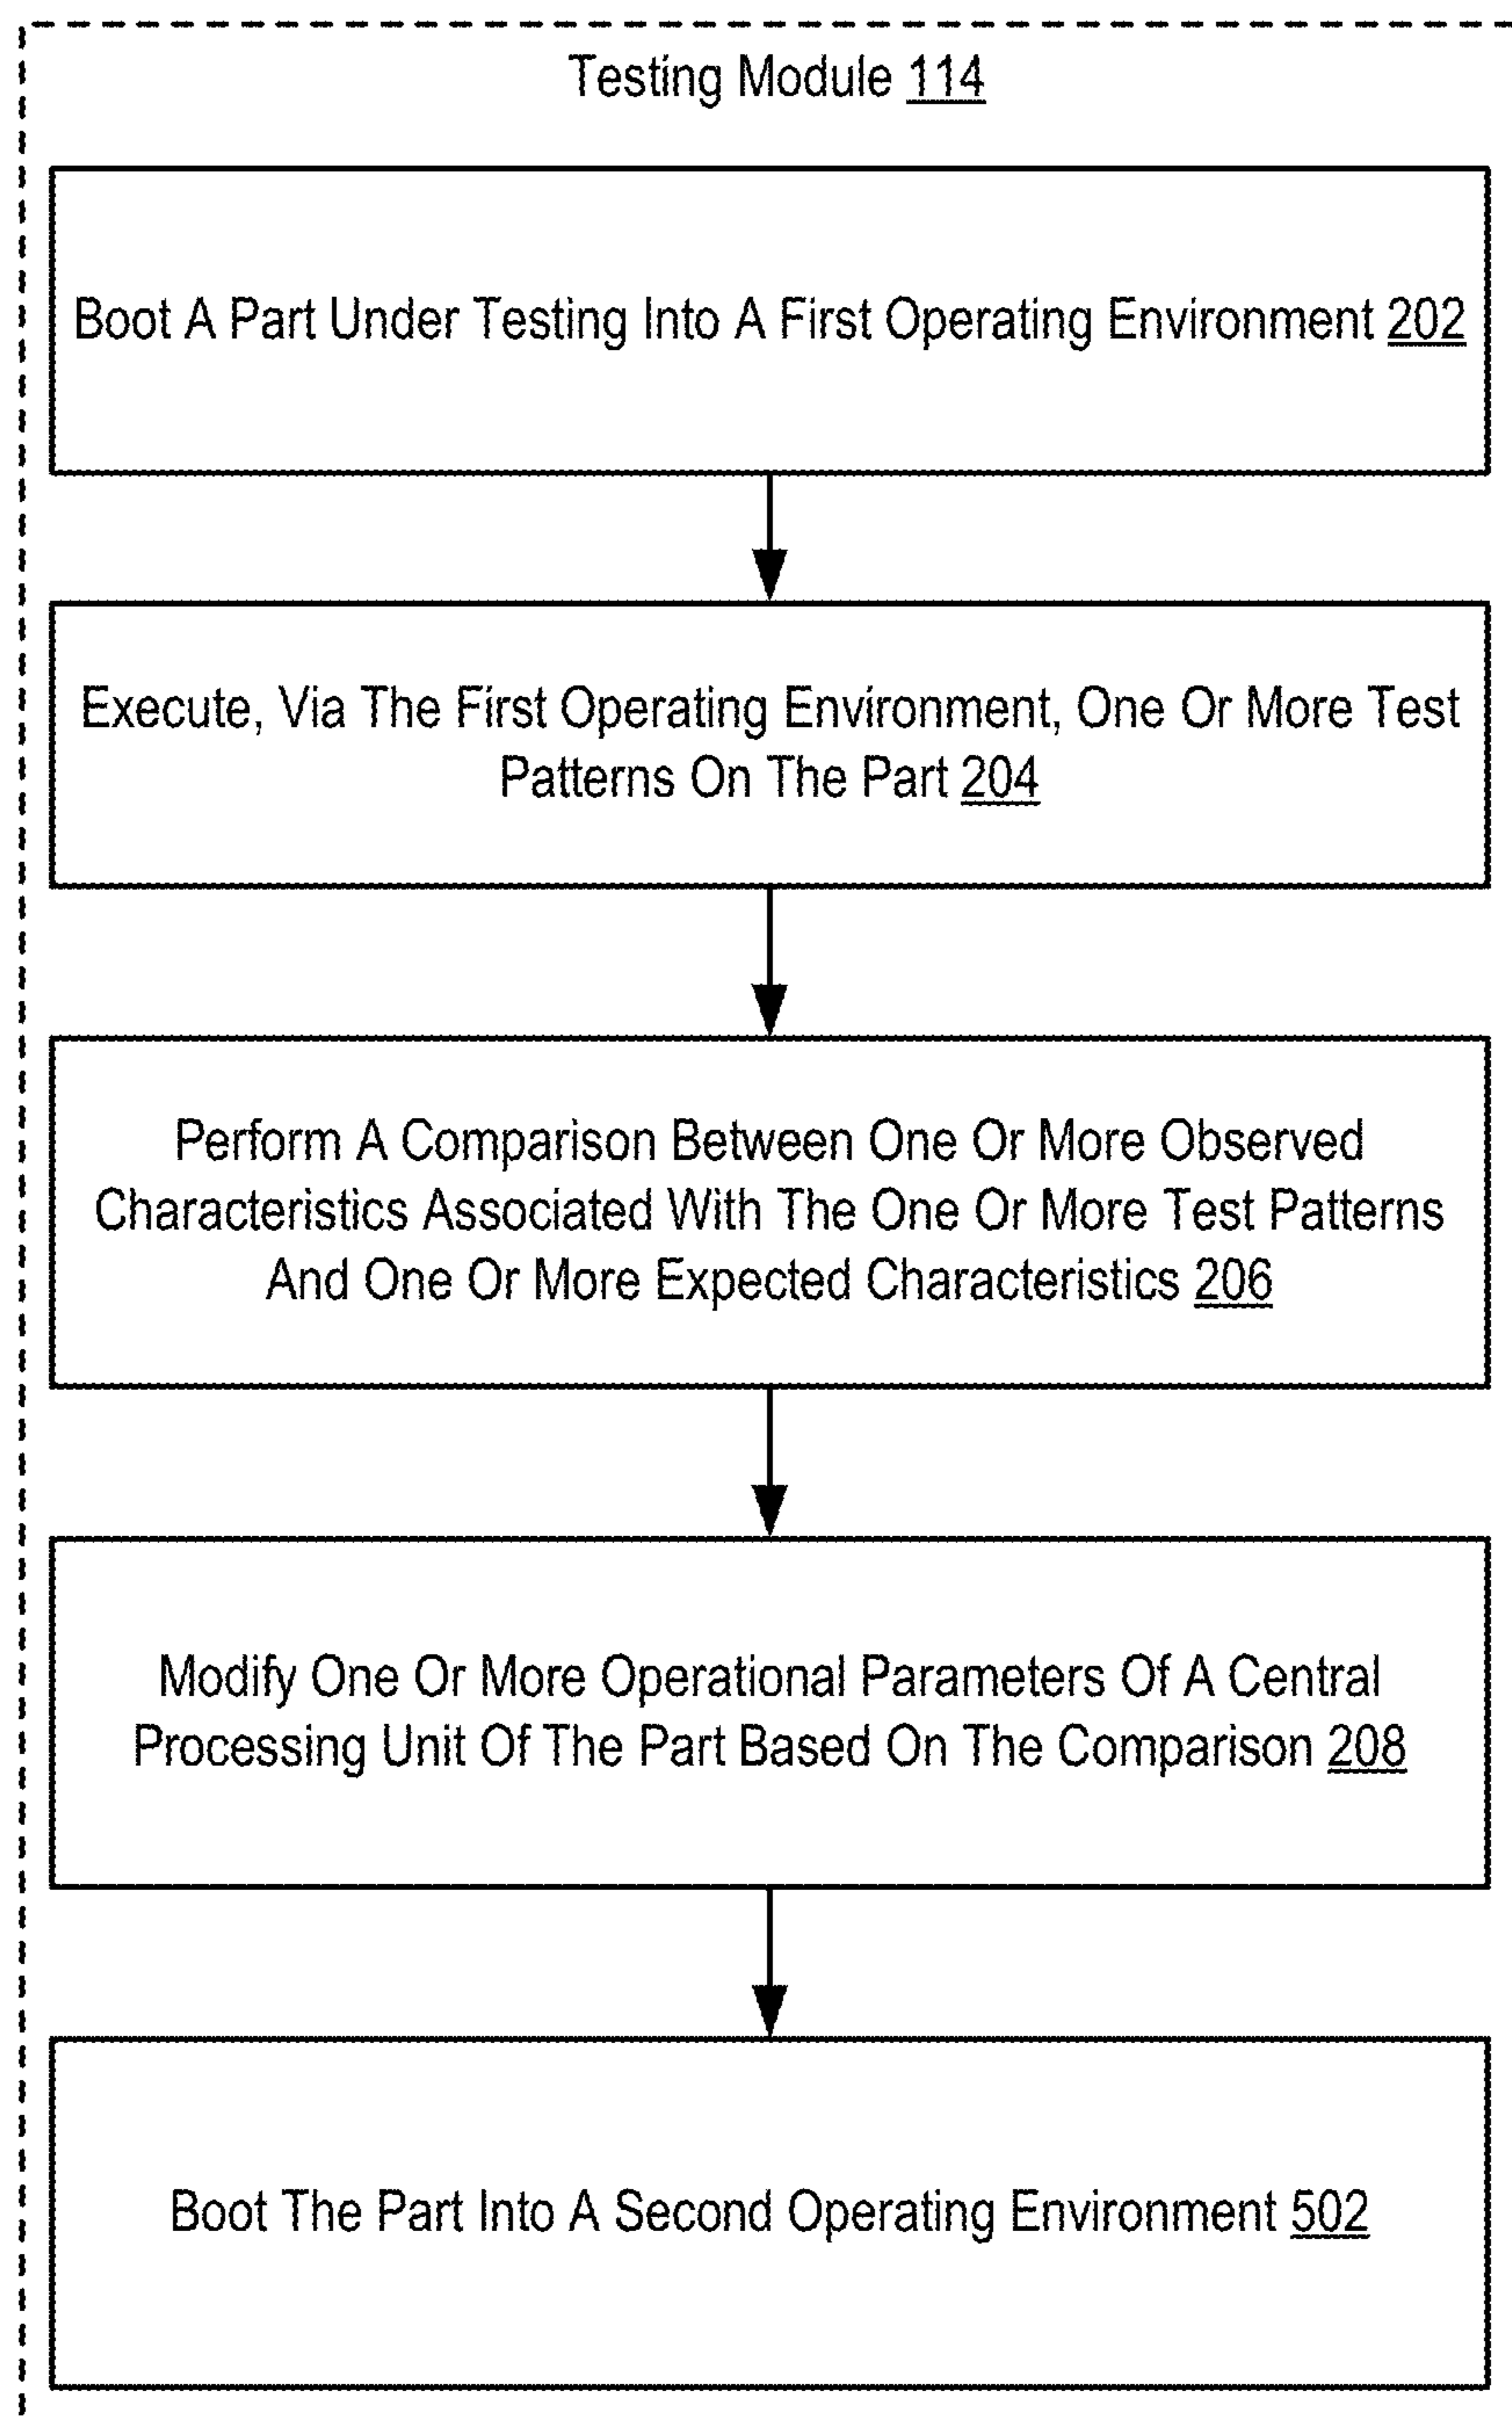 Testing Module 114
Boot A Part Under Testing Into A First Operating Environment 202
Execute, Via The First Operating Environment, One Or More Test
Patterns On The Part 204
Perform A Comparison Between One Or More Observed
Characteristics Associated With The One Or More Test Patterns
And One Or More Expected Characteristics 206
Modify One Or More Operational Parameters Of A Central
Processing Unit Of The Part Based On The Comparison 208
Boot The Part Into A Second Operating Environment 502